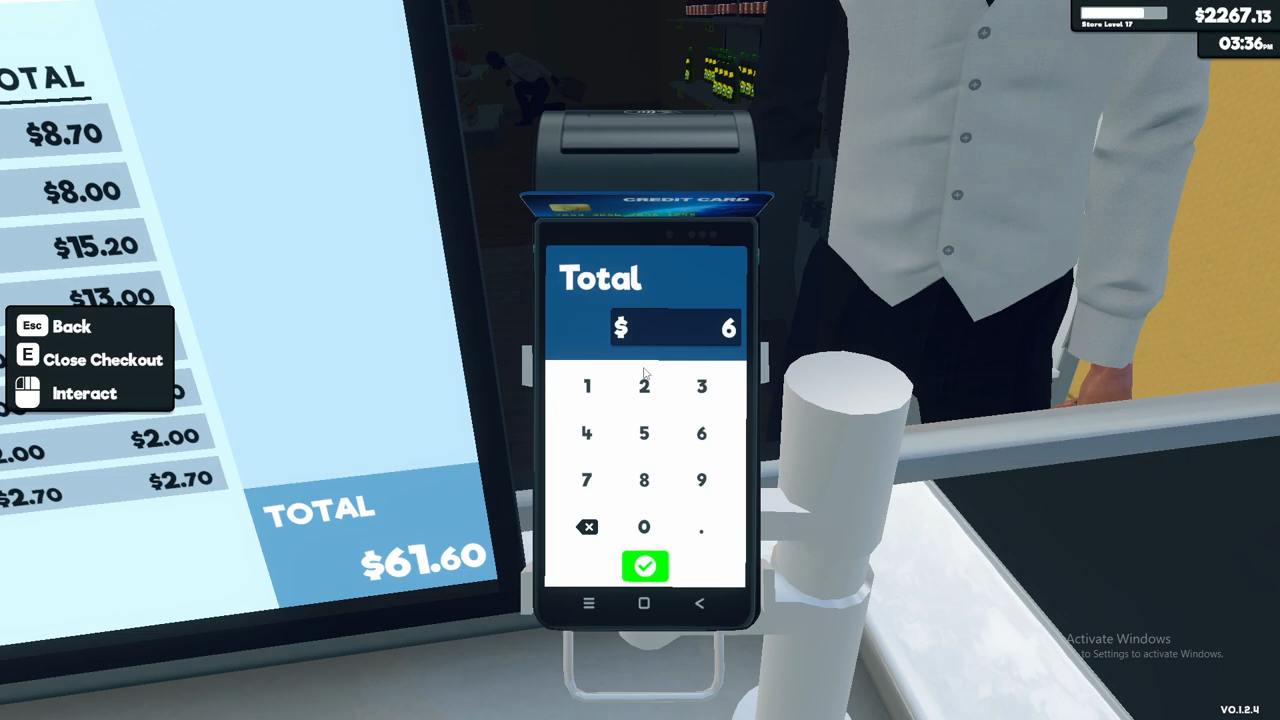 Store Level 17
$2267.13
03:36PM
OTAL
$8.70
$8.00
$15.20
$13.00
0
2.00 $2.00
$2.70 $2.70
TOTAL
$61.60
Esc Back
E Close Checkout
Interact
CREDIT CARD
Total
$ 6
1 2 3
4 5 6
7 8 9
0 .
Activate Windows
to Settings to activate Windows.
V0.1.2.4